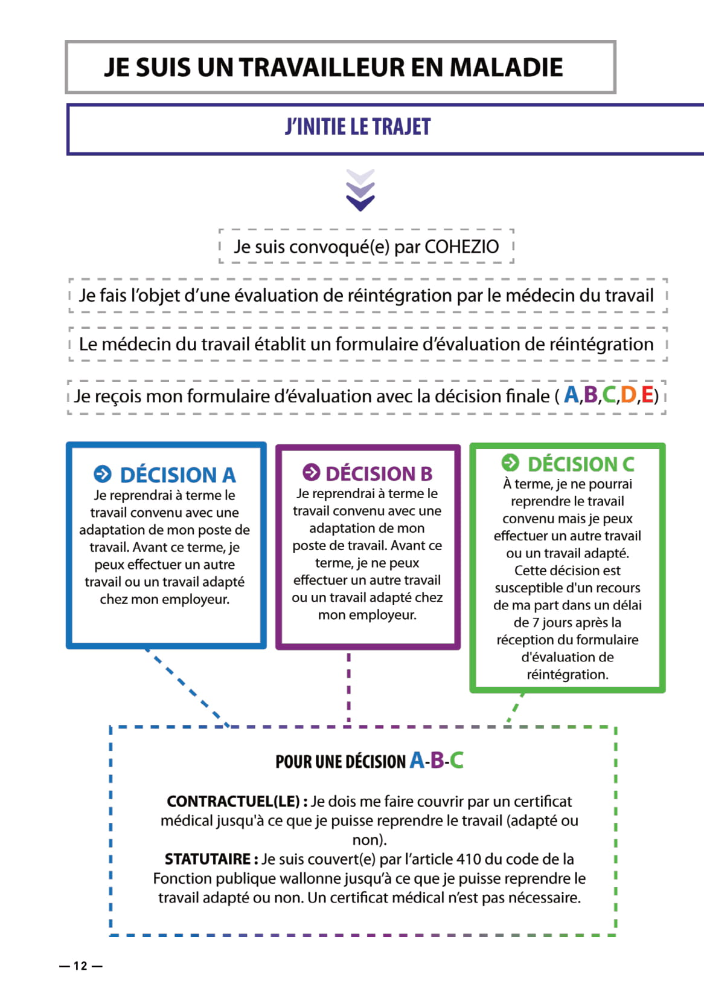 JE SUIS UN TRAVAILLEUR EN MALADIE
J’INITIE LE TRAJET
Je suis convoqué(e) par COHEZIO
Je fais l’objet d’une évaluation de réintégration par le médecin du travail
Le médecin du travail établit un formulaire d’évaluation de réintégration
Je reçois mon formulaire d’évaluation avec la décision finale ( A,B,C,D,E)
DÉCISION A
Je reprendrai à terme le
travail convenu avec une
adaptation de mon poste de
travail. Avant ce terme, je
peux effectuer un autre
travail ou un travail adapté
chez mon employeur.
DÉCISION B
Je reprendrai à terme le
travail convenu avec une
adaptation de mon
poste de travail. Avant ce
terme, je ne peux
effectuer un autre travail
ou un travail adapté chez
mon employeur.
DÉCISION C
À terme, je ne pourrai
reprendre le travail
convenu mais je peux
effectuer un autre travail
ou un travail adapté.
Cette décision est
susceptible d'un recours
de ma part dans un délai
de 7 jours après la
réception du formulaire
d'évaluation de
réintégration.
POUR UNE DÉCISION A-B-C
CONTRACTUEL(LE) : Je dois me faire couvrir par un certificat
médical jusqu'à ce que je puisse reprendre le travail (adapté ou
non).
STATUTAIRE : Je suis couvert(e) par l’article 410 du code de la
Fonction publique wallonne jusqu’à ce que je puisse reprendre le
travail adapté ou non. Un certificat médical n’est pas nécessaire.
— 12 —